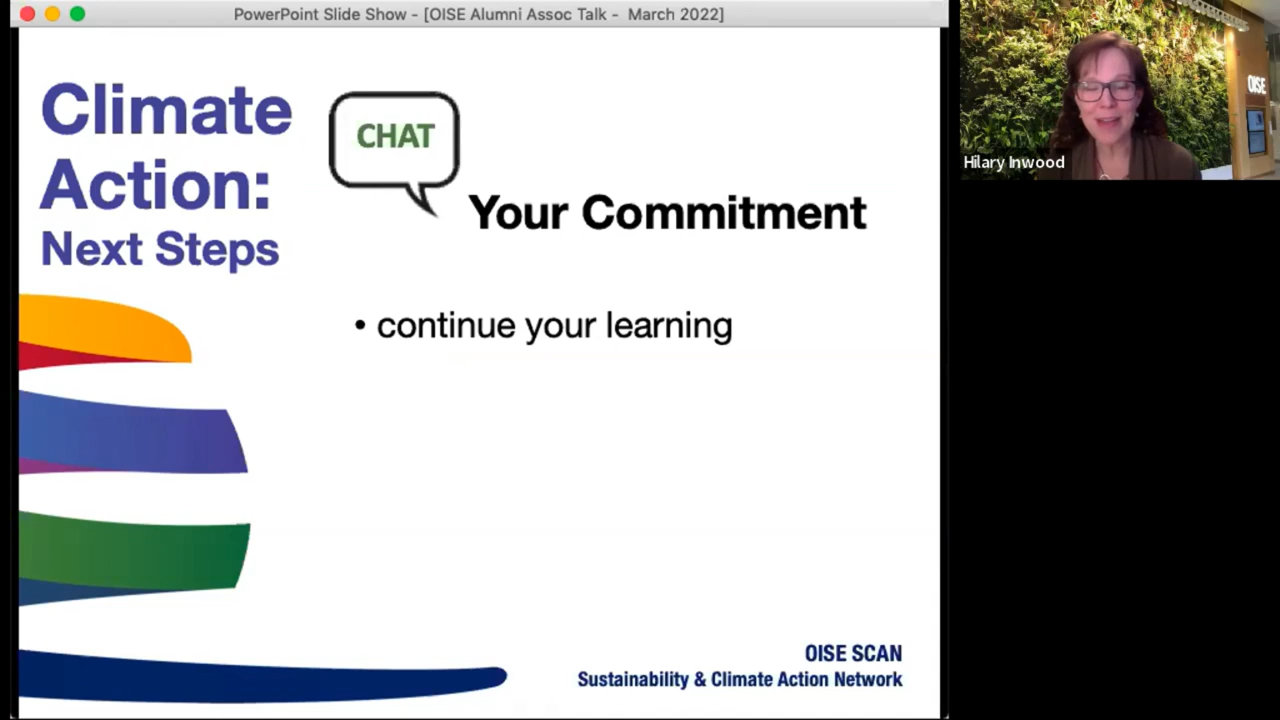 PowerPoint Slide Show - [OISE Alumni Assoc Talk - March 2022]
Climate
Action:
Next Steps
CHAT
Your Commitment
• continue your learning
OISE SCAN
Sustainability & Climate Action Network
OISE
Hilary Inwood